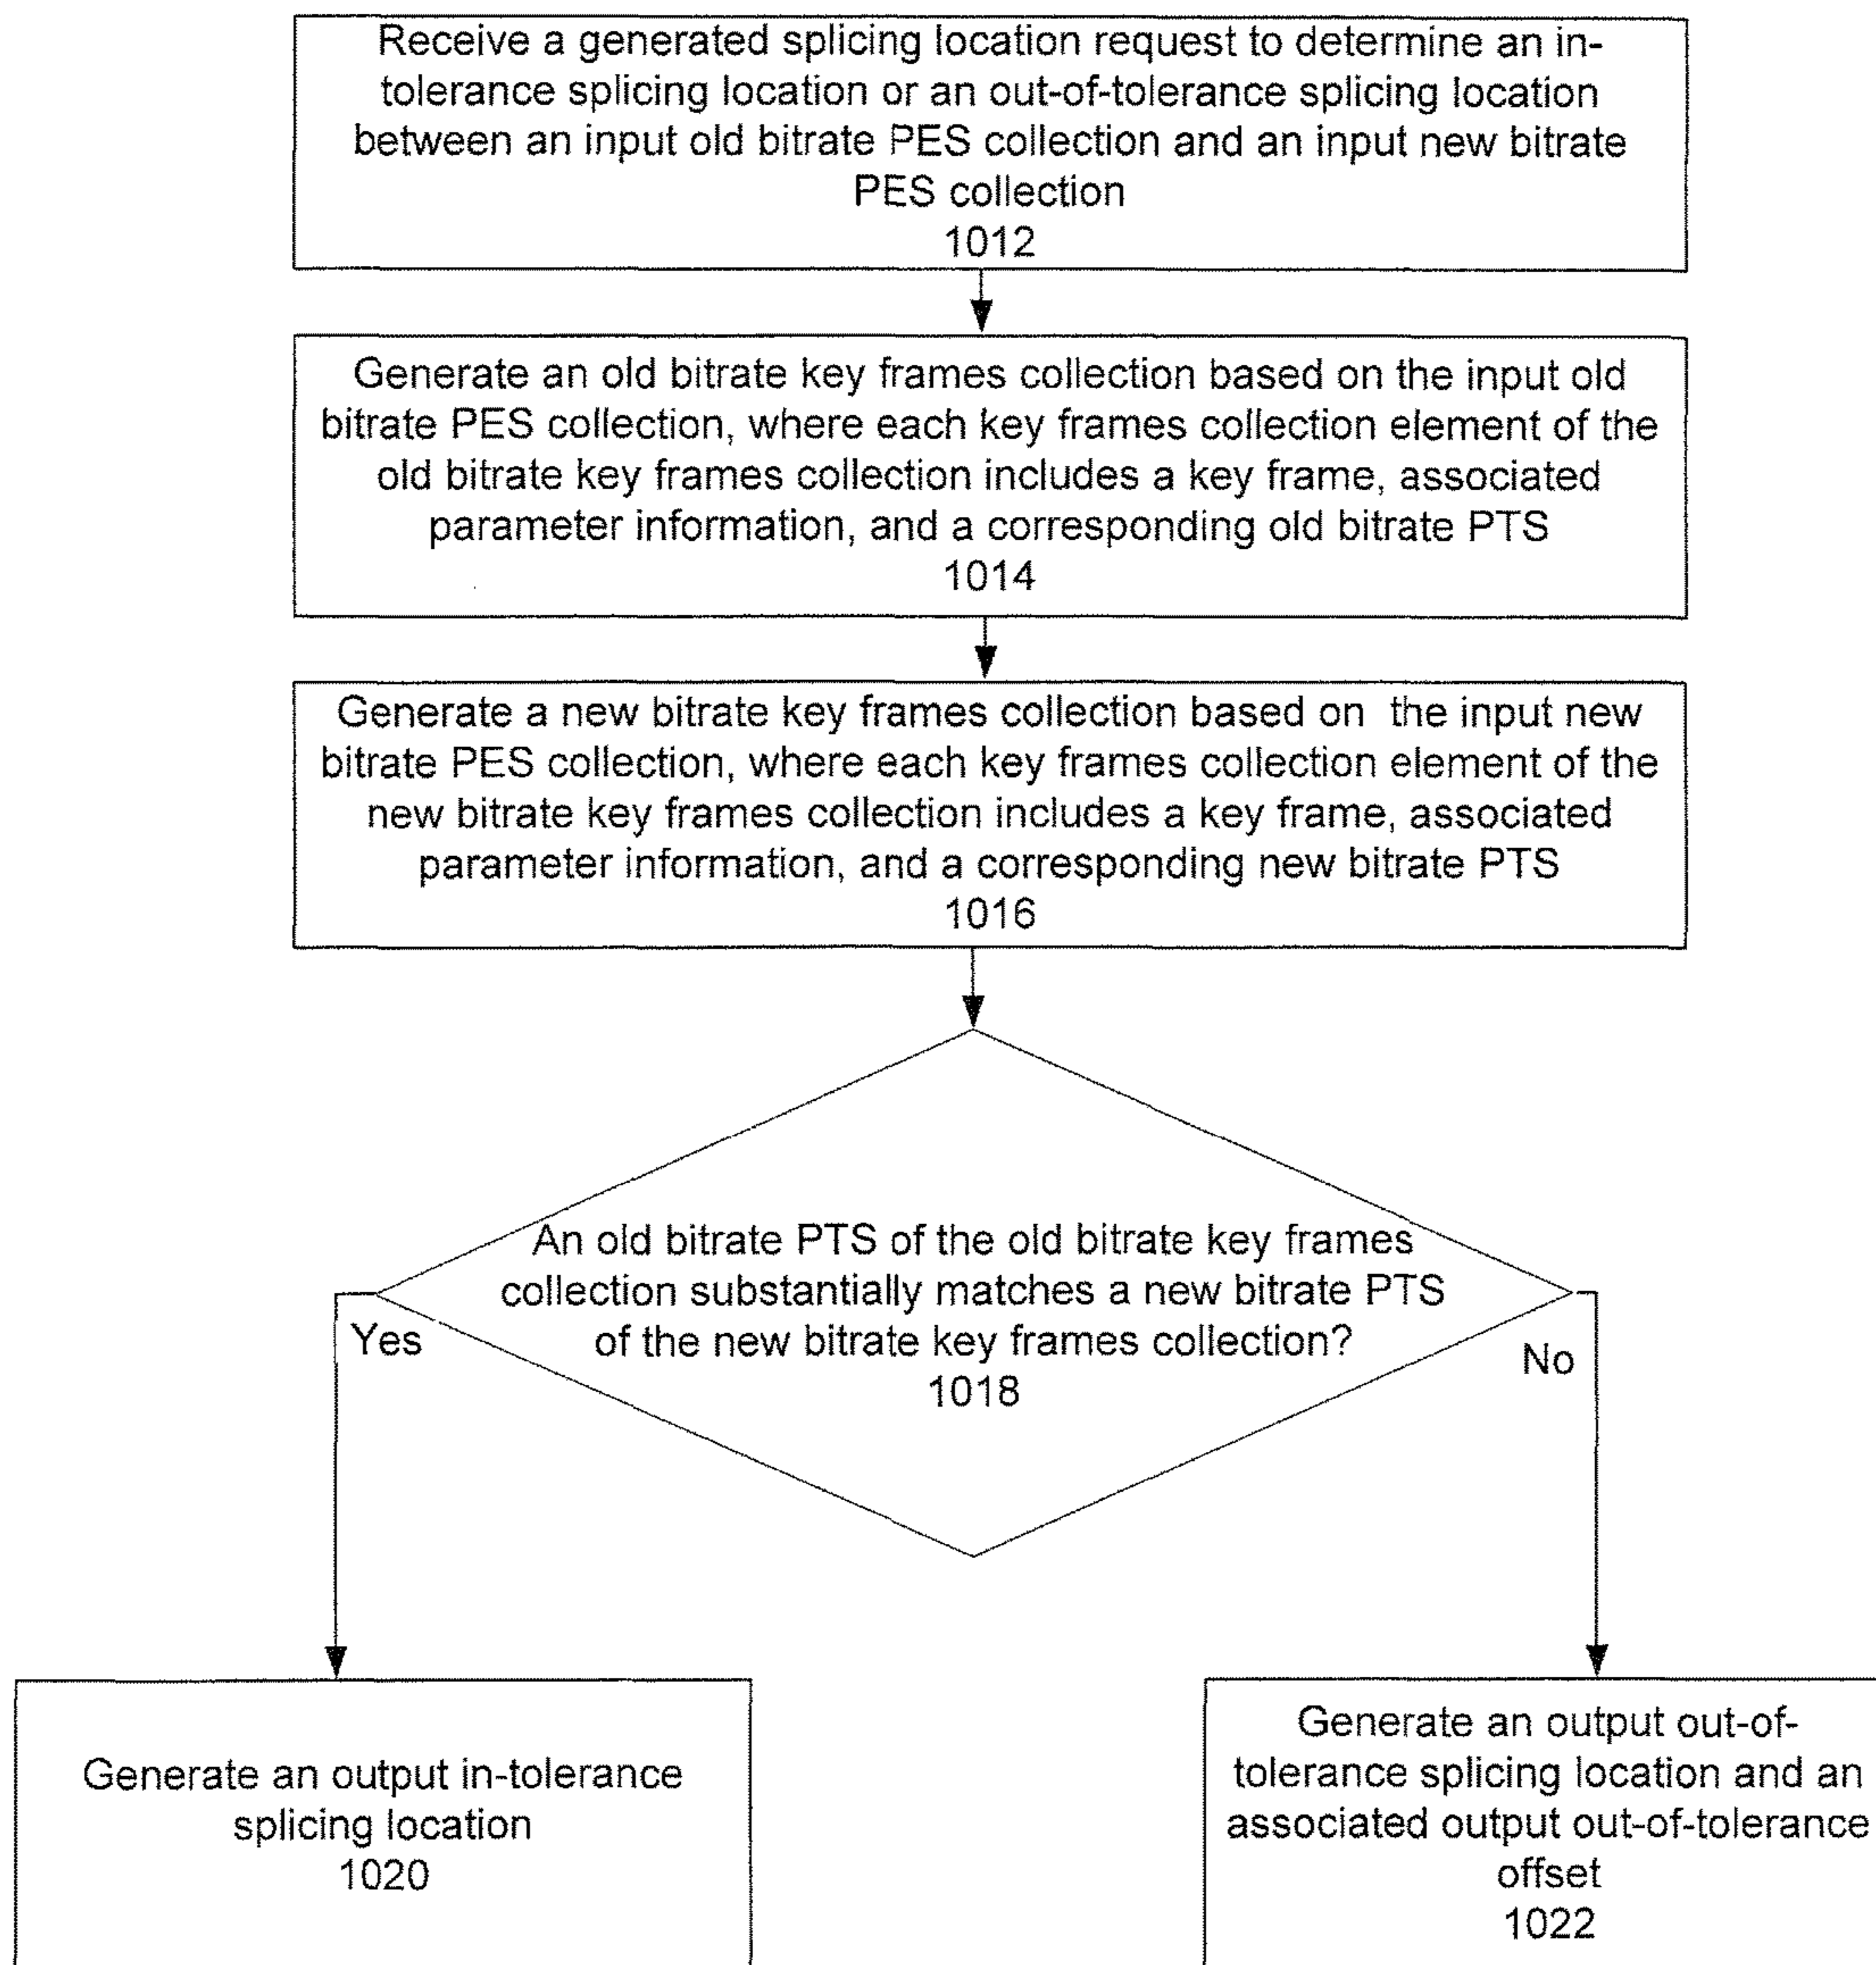 Receive a generated splicing location request to determine an in-
tolerance splicing location or an out-of-tolerance splicing location
between an input old bitrate PES collection and an input new bitrate
PES collection
1012
Generate an old bitrate key frames collection based on the input old
bitrate PES collection, where each key frames collection element of the
old bitrate key frames collection includes a key frame, associated
parameter information, and a corresponding old bitrate PTS
1014
Generate a new bitrate key frames collection based on the input new
bitrate PES collection, where each key frames collection element of the
new bitrate key frames collection includes a key frame, associated
parameter information, and a corresponding new bitrate PTS
1016
An old bitrate PTS of the old bitrate key frames
collection substantially matches a new bitrate PTS
of the new bitrate key frames collection?
1018
Yes
No
Generate an output in-tolerance
splicing location
1020
Generate an output out-of-
tolerance splicing location and an
associated output out-of-tolerance
offset
1022